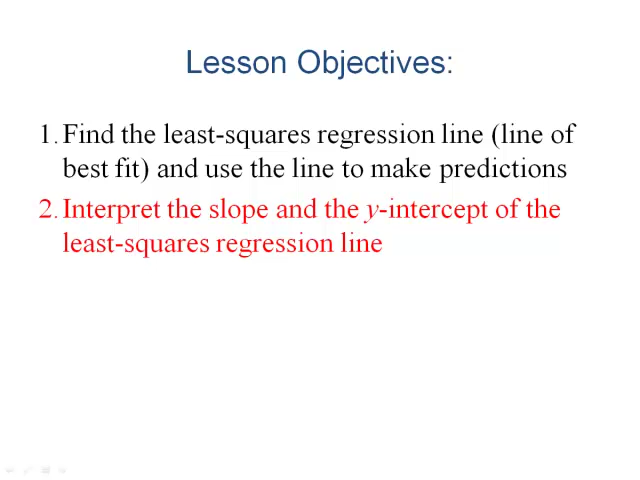 Lesson Objectives:
1. Find the least-squares regression line (line of
best fit) and use the line to make predictions
2. Interpret the slope and the y-intercept of the
least-squares regression line